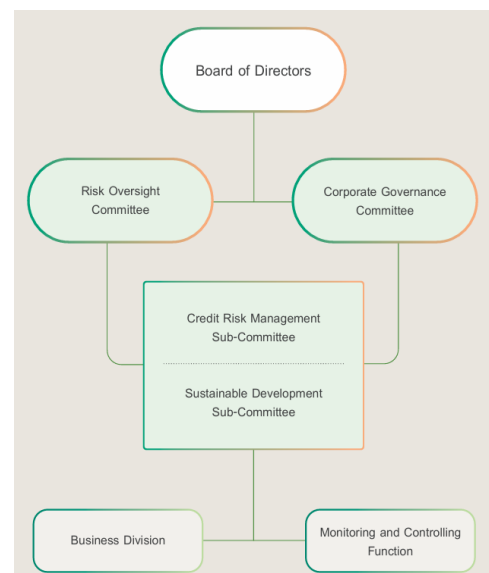 Board of Directors
Risk Oversight
Committee
Corporate Governance
Committee
Credit Risk Management
Sub-Committee
Sustainable Development
Sub-Committee
Business Division
Monitoring and Controlling
Function